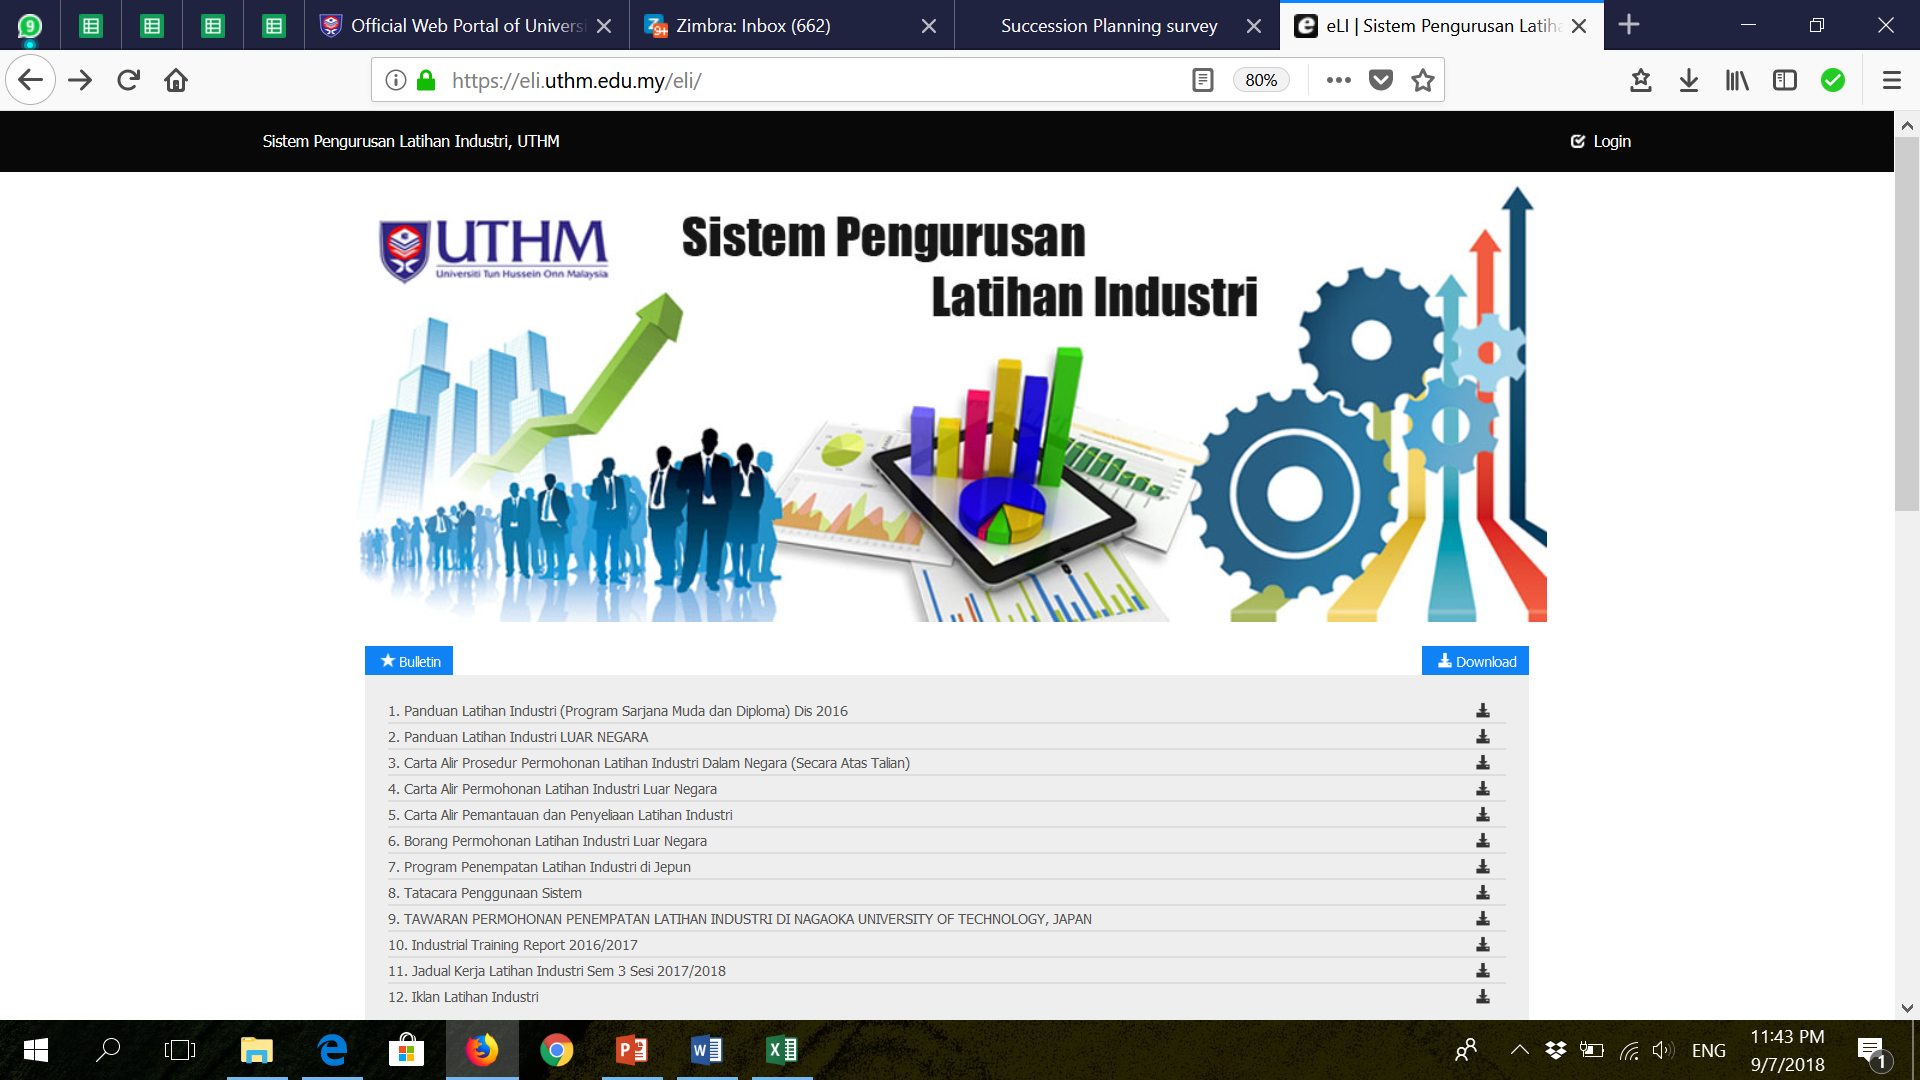 9
Official Web Portal of Universi
Zimbra: Inbox (662)
Succession Planning survey
eLI | Sistem Pengurusan Latiha
https://eli.uthm.edu.my/eli/
80%
Sistem Pengurusan Latihan Industri, UTHM
Login
UTHM
Universiti Tun Hussein Onn Malaysia
Sistem Pengurusan
Latihan Industri
Bulletin
Download
1. Panduan Latihan Industri (Program Sarjana Muda dan Diploma) Dis 2016
2. Panduan Latihan Industri LUAR NEGARA
3. Carta Alir Prosedur Permohonan Latihan Industri Dalam Negara (Secara Atas Talian)
4. Carta Alir Permohonan Latihan Industri Luar Negara
5. Carta Alir Pemantauan dan Penyeliaan Latihan Industri
6. Borang Permohonan Latihan Industri Luar Negara
7. Program Penempatan Latihan Industri di Jepun
8. Tatacara Penggunaan Sistem
9. TAWARAN PERMOHONAN PENEMPATAN LATIHAN INDUSTRI DI NAGAOKA UNIVERSITY OF TECHNOLOGY, JAPAN
10. Industrial Training Report 2016/2017
11. Jadual Kerja Latihan Industri Sem 3 Sesi 2017/2018
12. Iklan Latihan Industri
ENG
11:43 PM
9/7/2018
1